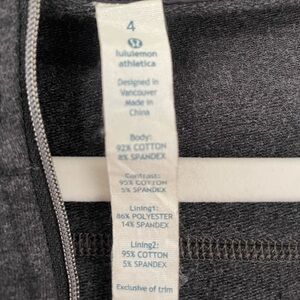 4
lululemon
athletica
Designed in
Vancouver
Made in
China
Body:
92% COTTON
8% SPANDEX
Contrast:
95% COTTON
5% SPANDEX
Lining1:
86% POLYESTER
14% SPANDEX
Lining2:
95% COTTON
5% SPANDEX
Exclusive of trim